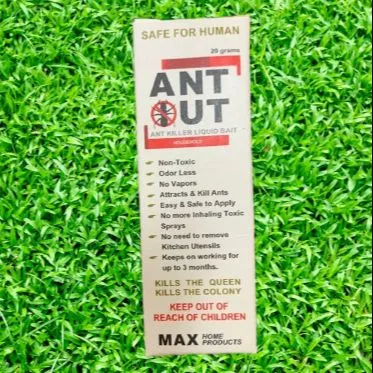 SAFE FOR HUMAN
20 grams
ANT
OUT
ANT KILLER LIQUID BAIT
HOUSEHOLD
Non-Toxic
Odor Less
No Vapors
Attracts & Kill Ants
Easy & Safe to Apply
No more Inhaling Toxic
Sprays
No need to remove
Kitchen Utensils
Keeps on working for
up to 3 months.
KILLS THE QUEEN
KILLS THE COLONY
KEEP OUT OF
REACH OF CHILDREN
MAX HOME
PRODUCTS